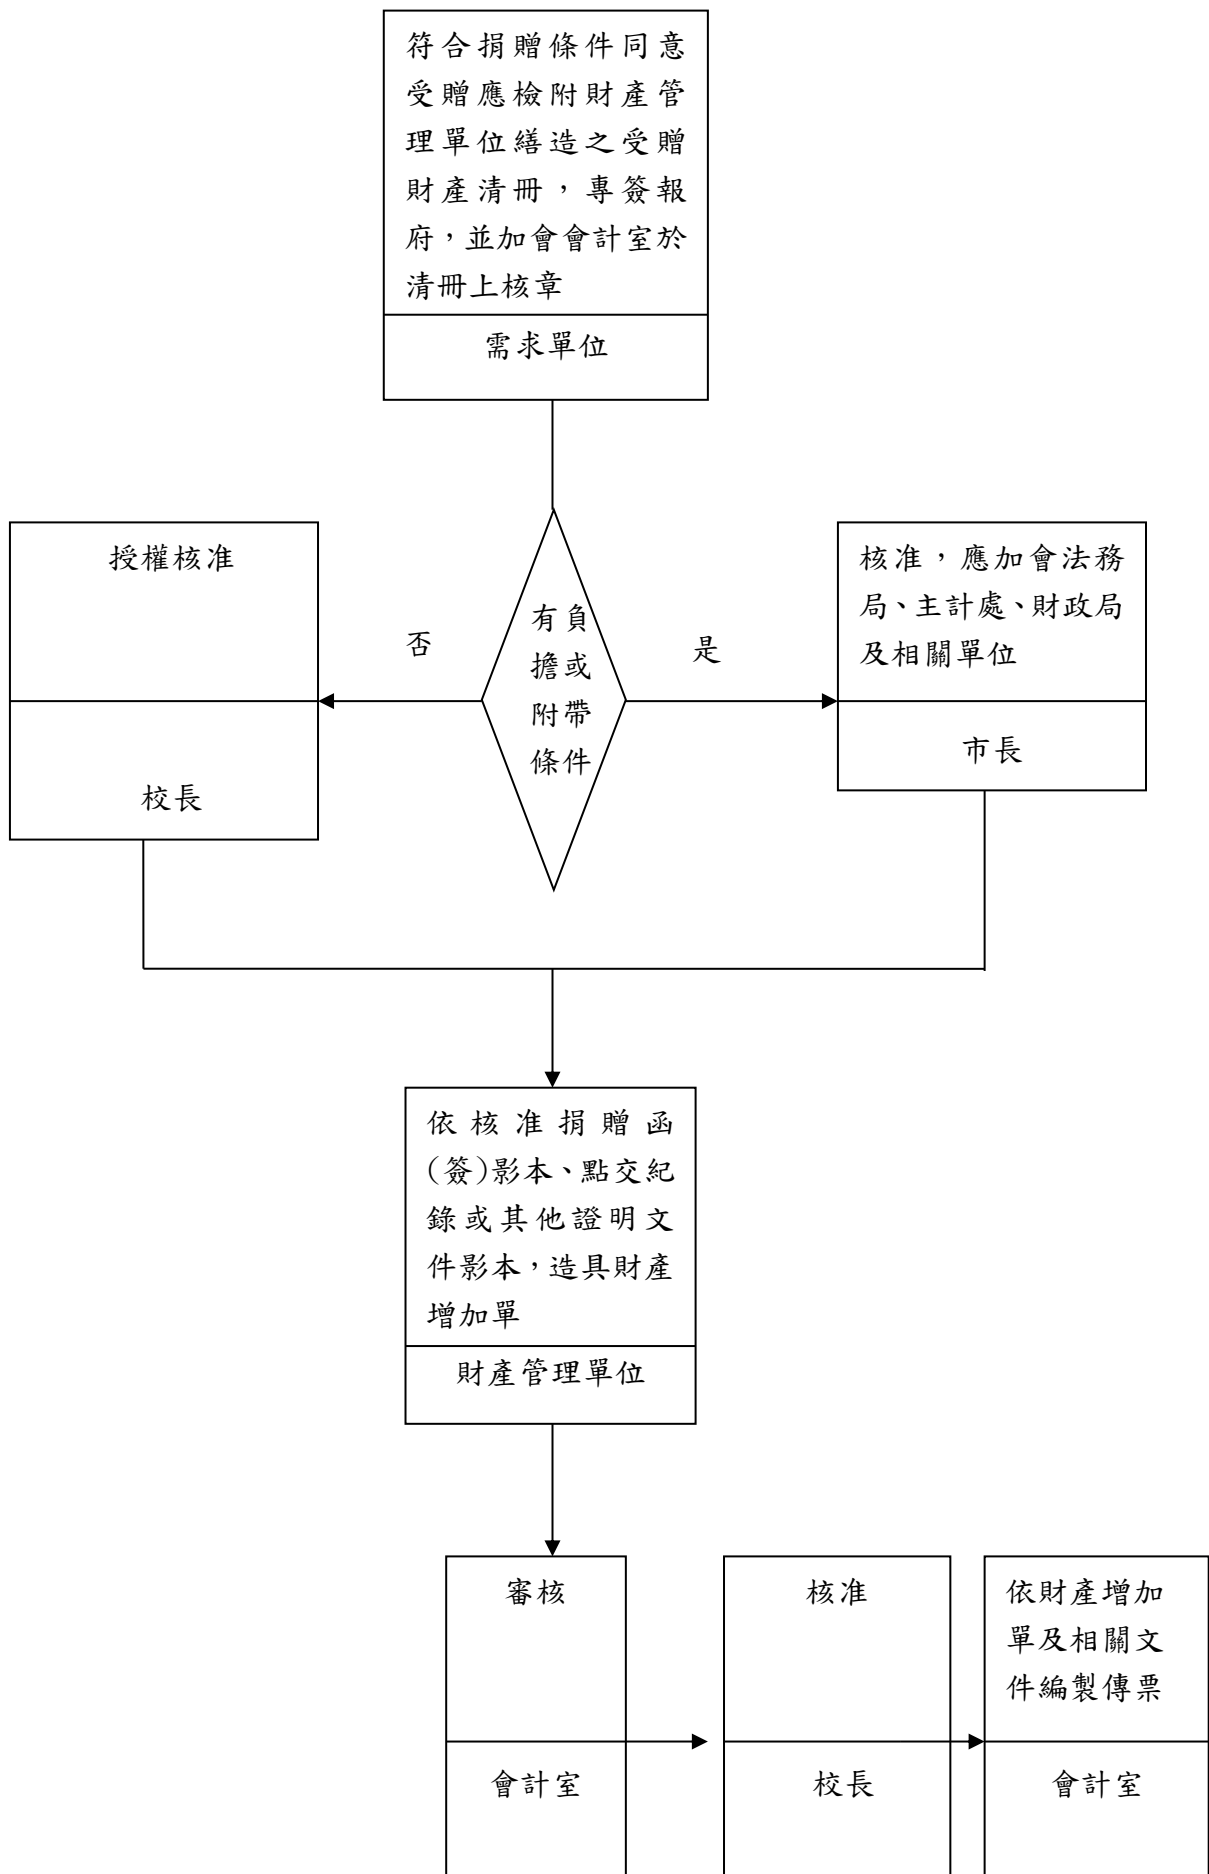 符合捐贈條件同意
受贈應檢附財產管
理單位繕造之受贈
財產清冊，專簽報
府，並加會會計室於
清冊上核章
需求單位
授權核准
校長
否
有負
擔或
附帶
條件
是
核准，應加會法務
局、主計處、財政局
及相關單位
市長
依核准捐贈函
(簽)影本、點交紀
錄或其他證明文
件影本，造具財產
增加單
財產管理單位
審核
會計室
核准
校長
依財產增加
單及相關文
件編製傳票
會計室